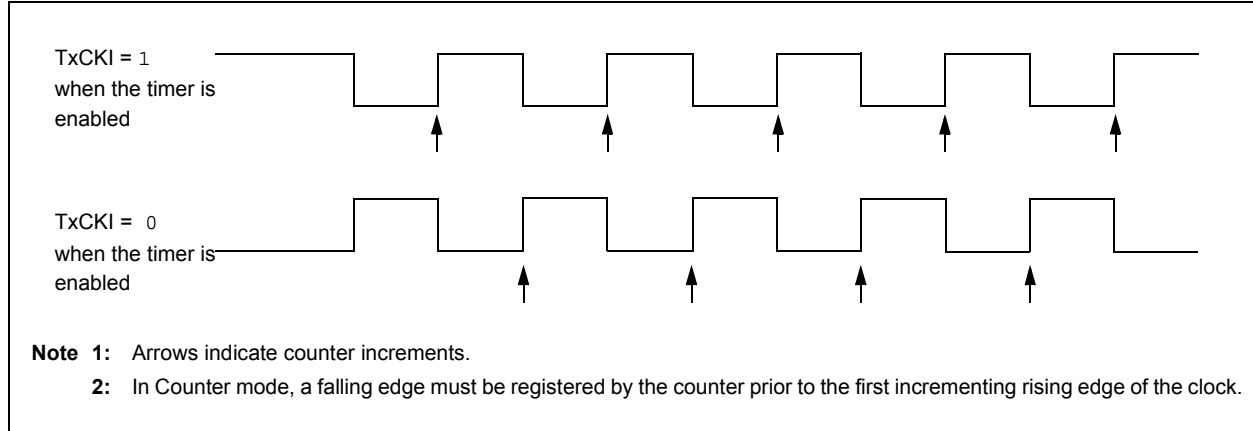 TxCKI = 1
when the timer is
enabled
TxCKI = 0
when the timer is
enabled
Note 1: Arrows indicate counter increments.
2: In Counter mode, a falling edge must be registered by the counter prior to the first incrementing rising edge of the clock.